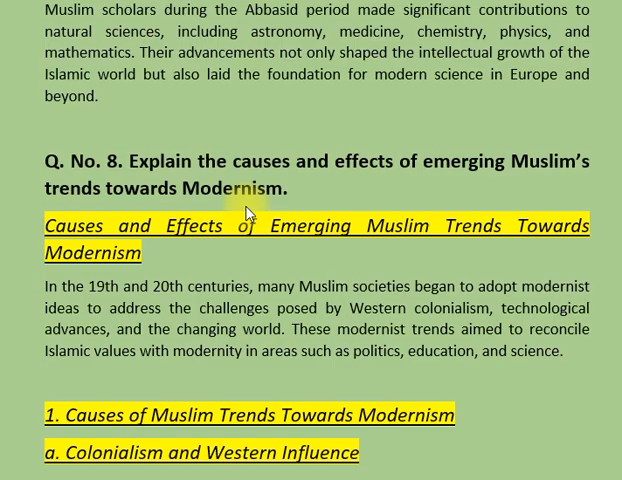 Muslim scholars during the Abbasid period made significant contributions to
natural sciences, including astronomy, medicine, chemistry, physics, and
mathematics. Their advancements not only shaped the intellectual growth of the
Islamic world but also laid the foundation for modern science in Europe and
beyond.
Q. No. 8. Explain the causes and effects of emerging Muslim's
trends towards Modernism.
Causes and Effects of Emerging Muslim Trends Towards
Modernism
In the 19th and 20th centuries, many Muslim societies began to adopt modernist
ideas to address the challenges posed by Western colonialism, technological
advances, and the changing world. These modernist trends aimed to reconcile
Islamic values with modernity in areas such as politics, education, and science.
1. Causes of Muslim Trends Towards Modernism
a. Colonialism and Western Influence